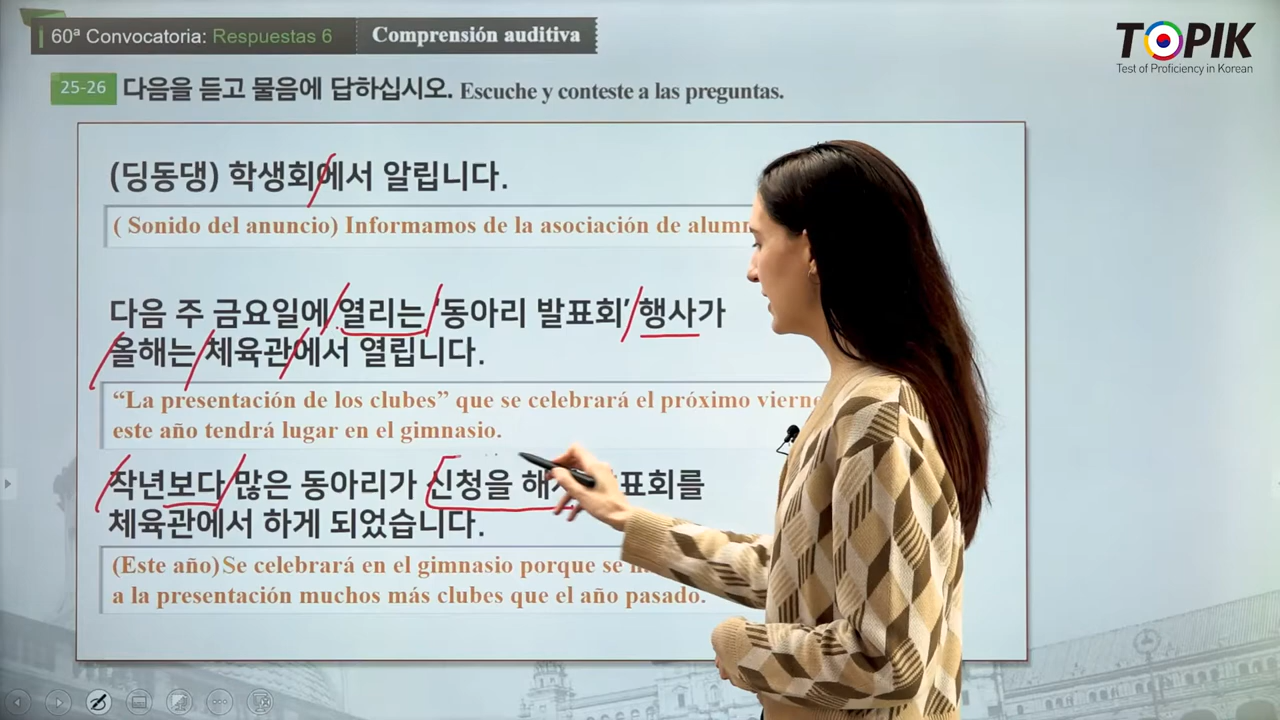 60ª Convocatoria: Respuestas 6
Comprensión auditiva
TOPIK
Test of Proficiency in Korean
25-26 다음을 듣고 물음에 답하십시오. Escuche y conteste a las preguntas.
(딩동댕) 학생회에서 알립니다.
( Sonido del anuncio) Informamos de la asociación de
다음 주 금요일에 열리는 '동아리 발표회' 행사가
올해는 체육관에서 열립니다.
“La presentación de los clubes” que se celebrará el próximo
este año tendrá lugar en el gimnasio.
작년보다 많은 동아리가 신청을
체육관에서 하게 되었습니다.
(Este año) Se celebrará en el gimnasio porque se
a la presentación muchos más clubes que el año pasado.